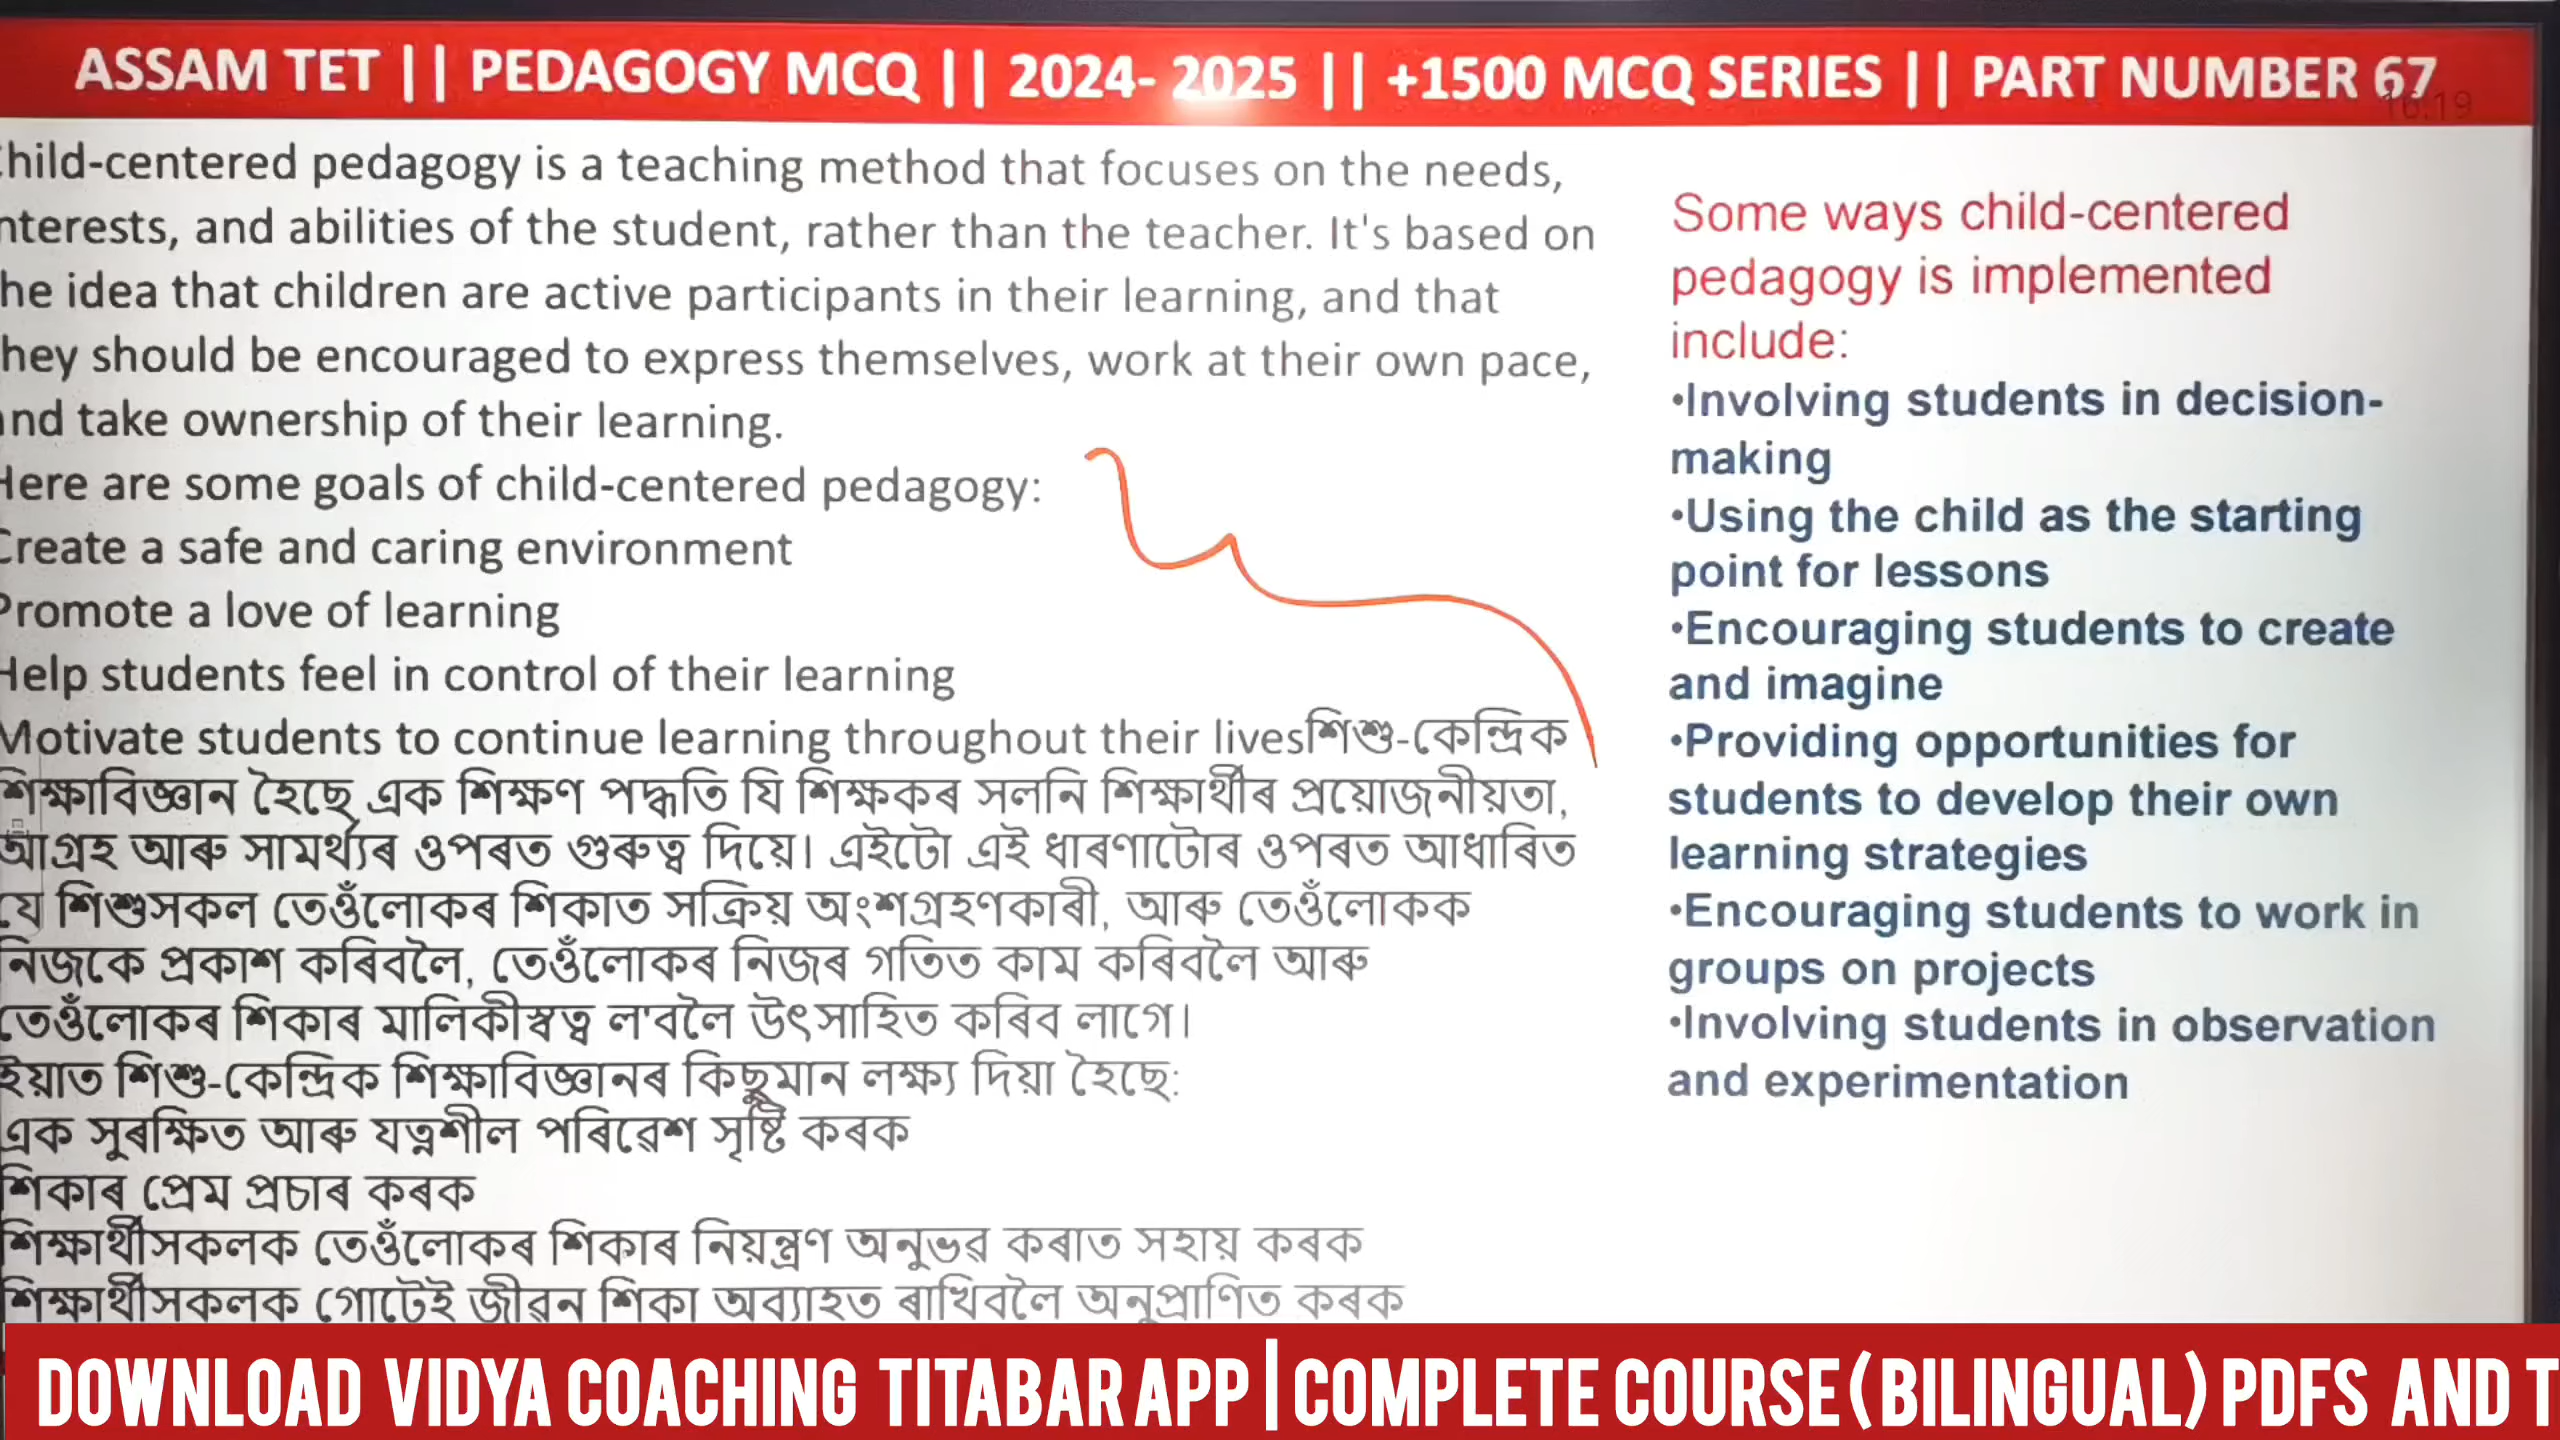 ASSAM TET || PEDAGOGY MCQ || 2024- 2025 || +1500 MCQ SERIES || PART NUMBER 67
16:19
hild-centered pedagogy is a teaching method that focuses on the needs,
nterests, and abilities of the student, rather than the teacher. It's based on
he idea that children are active participants in their learning, and that
hey should be encouraged to express themselves, work at their own pace,
and take ownership of their learning.
Here are some goals of child-centered pedagogy:
Create a safe and caring environment
Promote a love of learning
Help students feel in control of their learning
Motivate students to continue learning throughout their livesশিশু-কেন্দ্ৰিক
শিক্ষাবিজ্ঞান হৈছে এক শিক্ষণ পদ্ধতি যি শিক্ষকৰ সলনি শিক্ষাৰ্থীৰ প্ৰয়োজনীয়তা,
আগ্ৰহ আৰু সামৰ্থ্যৰ ওপৰত গুৰুত্ব দিয়ে। এইটো এই ধাৰণাটোৰ ওপৰত আধাৰিত
যে শিশুসকল তেওঁলোকৰ শিকাত সক্ৰিয় অংশগ্ৰহণকাৰী, আৰু তেওঁলোকক
নিজকে প্ৰকাশ কৰিবলৈ, তেওঁলোকৰ নিজৰ গতিত কাম কৰিবলৈ আৰু
তেওঁলোকৰ শিকাৰ মালিকীস্বত্ব ল'বলৈ উৎসাহিত কৰিব লাগে।
ইয়াত শিশু-কেন্দ্ৰিক শিক্ষাবিজ্ঞানৰ কিছুমান লক্ষ্য দিয়া হৈছে:
এক সুৰক্ষিত আৰু যত্নশীল পৰিৱেশ সৃষ্টি কৰক
শিকাৰ প্ৰেম প্ৰচাৰ কৰক
শিক্ষাৰ্থীসকলক তেওঁলোকৰ শিকাৰ নিয়ন্ত্ৰণ অনুভৱ কৰাত সহায় কৰক
শিক্ষাৰ্থীসকলক গোটেই জীৱন শিকা অব্যাহত ৰাখিবলৈ অনুপ্ৰাণিত কৰক
Some ways child-centered
pedagogy is implemented
include:
•Involving students in decision-
making
•Using the child as the starting
point for lessons
•Encouraging students to create
and imagine
•Providing opportunities for
students to develop their own
learning strategies
•Encouraging students to work in
groups on projects
•Involving students in observation
and experimentation
DOWNLOAD VIDYA COACHING TITABAR APP | COMPLETE COURSE (BILINGUAL) PDFS AND T